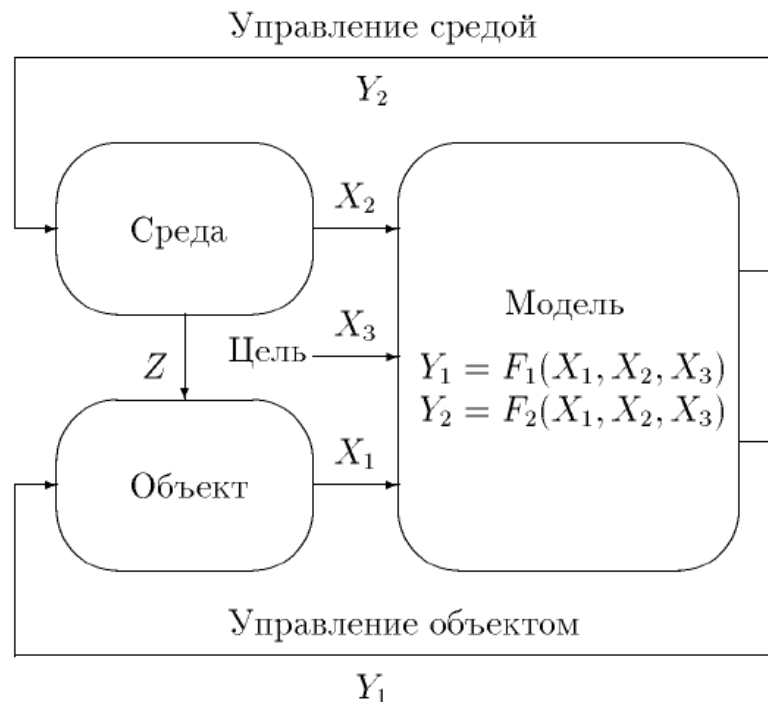 Управление средой
Y₂
Среда
X₂
Модель
Y₁ = F₁(X₁, X₂, X₃)
Y₂ = F₂(X₁, X₂, X₃)
Z
Цель
X₃
Объект
X₁
Управление объектом
Y₁